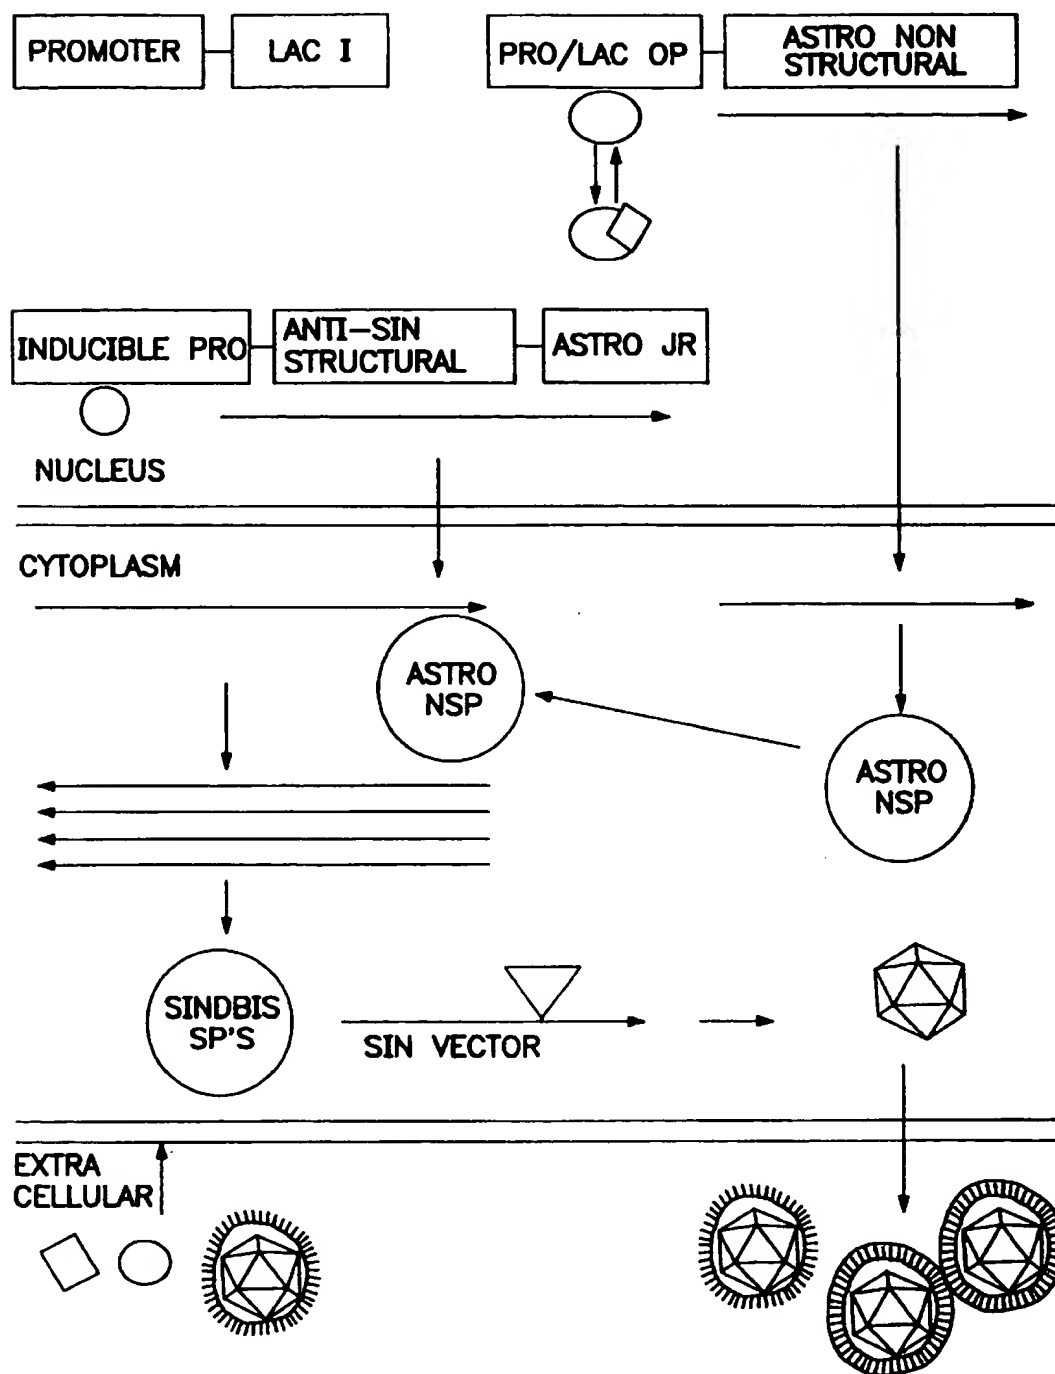 PROMOTER
LAC I
PRO/LAC OP
ASTRO NON
STRUCTURAL
INDUCIBLE PRO
ANTI-SIN
STRUCTURAL
ASTRO JR
NUCLEUS
CYTOPLASM
ASTRO
NSP
ASTRO
NSP
SINDBIS
SP'S
SIN VECTOR
EXTRA
CELLULAR